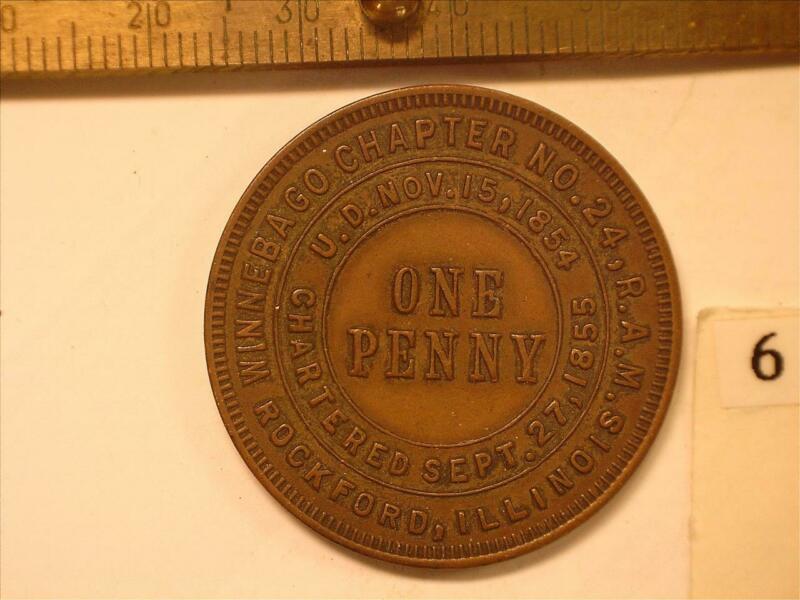 0 20 30 40
WINNEBAGO CHAPTER NO. 24, R.A.M.
ROCKFORD, ILLINOIS.
U.D. NOV. 15, 1854
CHARTERED SEPT. 27, 1855
ONE
PENNY
6